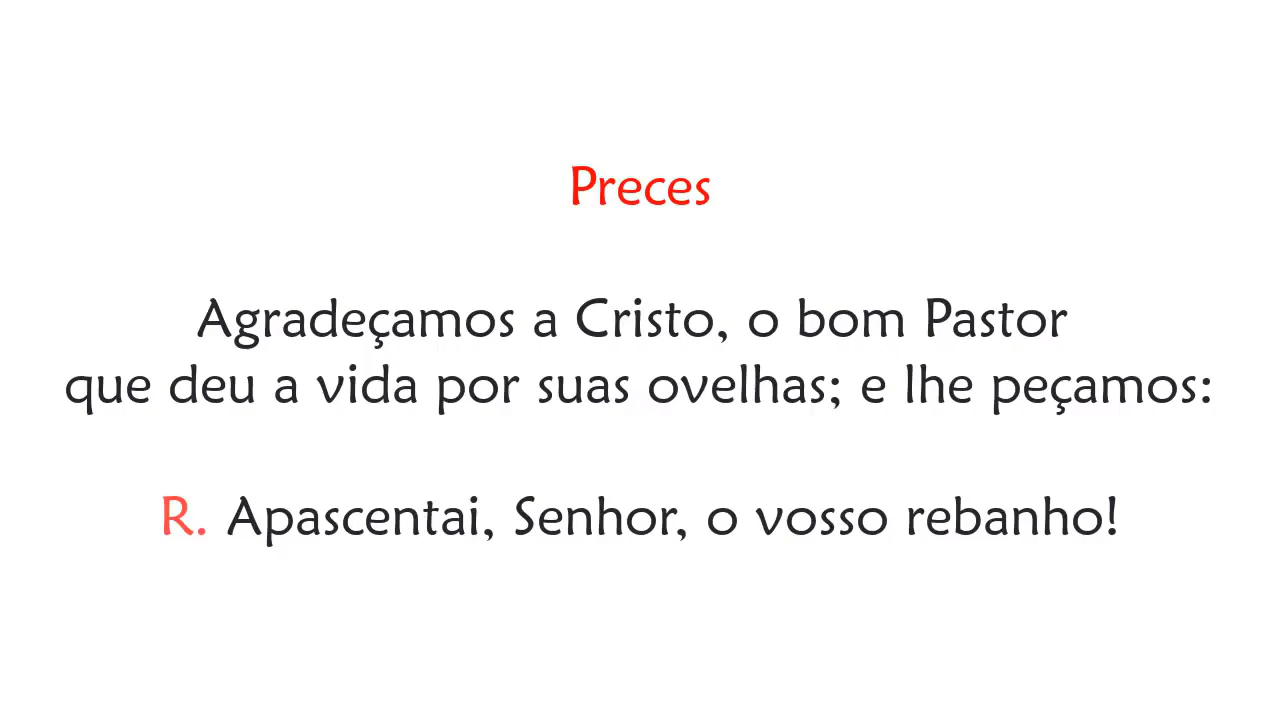 Preces
Agradeçamos a Cristo, o bom Pastor
que deu a vida por suas ovelhas; e lhe peçamos:
R. Apascentai, Senhor, o vosso rebanho!